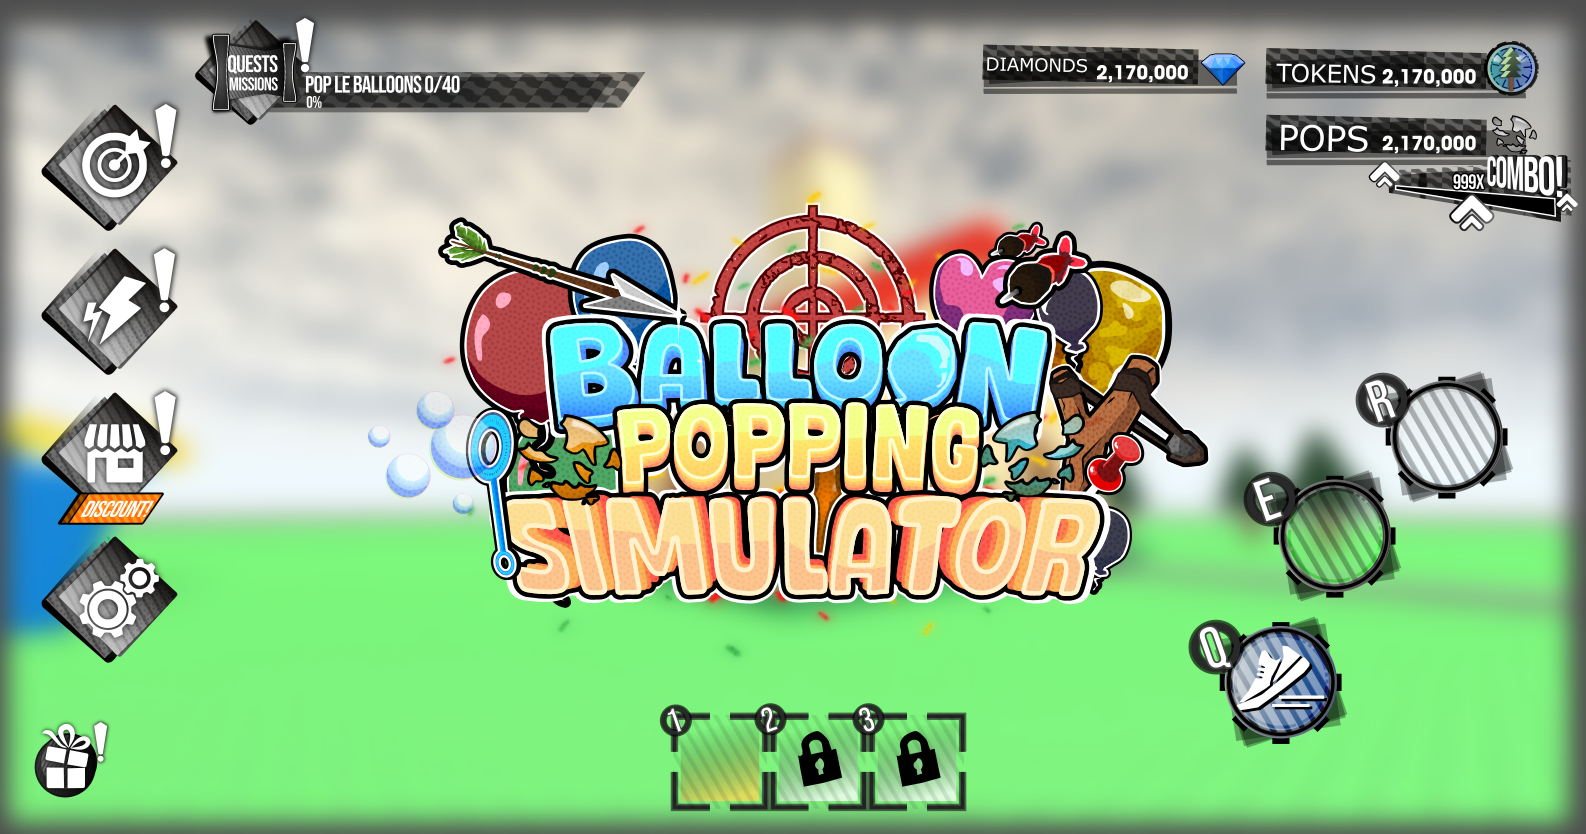 QUESTS
MISSIONS
POP LE BALLOONS 0/40
0%
DIAMONDS 2,170,000
TOKENS 2,170,000
POPS 2,170,000
999X COMBO!
BALLOON
POPPING
SIMULATOR
DISCOUNT!
R
E
Q
1 2 3